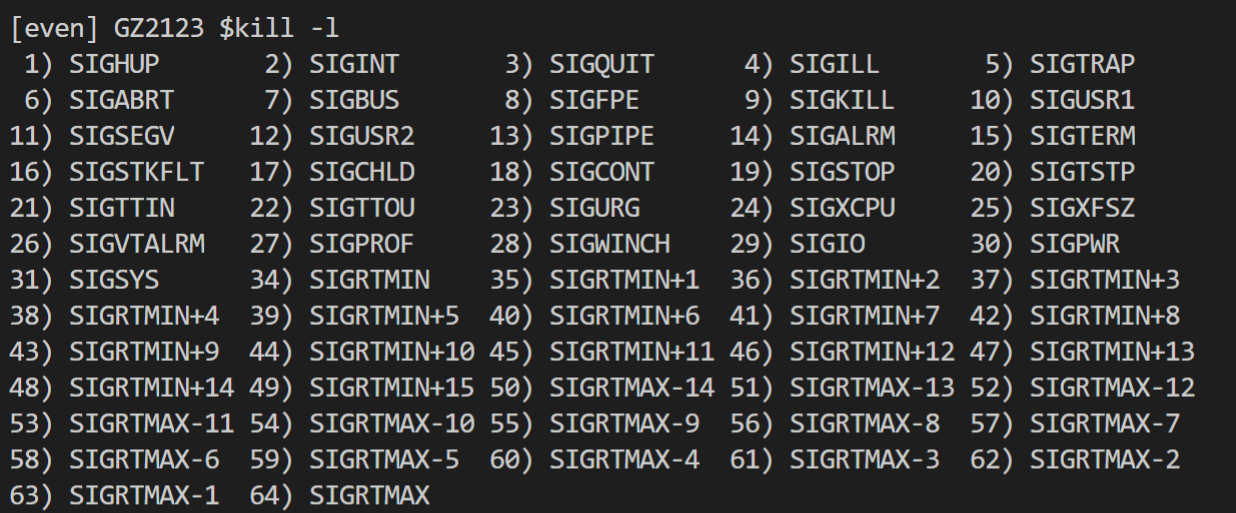 [even] GZ2123 $kill -l
 1) SIGHUP       2) SIGINT       3) SIGQUIT      4) SIGILL       5) SIGTRAP
 6) SIGABRT      7) SIGBUS       8) SIGFPE       9) SIGKILL     10) SIGUSR1
11) SIGSEGV     12) SIGUSR2     13) SIGPIPE     14) SIGALRM     15) SIGTERM
16) SIGSTKFLT   17) SIGCHLD     18) SIGCONT     19) SIGSTOP     20) SIGTSTP
21) SIGTTIN     22) SIGTTOU     23) SIGURG      24) SIGXCPU     25) SIGXFSZ
26) SIGVTALRM   27) SIGPROF     28) SIGWINCH    29) SIGIO       30) SIGPWR
31) SIGSYS      34) SIGRTMIN    35) SIGRTMIN+1  36) SIGRTMIN+2  37) SIGRTMIN+3
38) SIGRTMIN+4  39) SIGRTMIN+5  40) SIGRTMIN+6  41) SIGRTMIN+7  42) SIGRTMIN+8
43) SIGRTMIN+9  44) SIGRTMIN+10 45) SIGRTMIN+11 46) SIGRTMIN+12 47) SIGRTMIN+13
48) SIGRTMIN+14 49) SIGRTMIN+15 50) SIGRTMAX-14 51) SIGRTMAX-13 52) SIGRTMAX-12
53) SIGRTMAX-11 54) SIGRTMAX-10 55) SIGRTMAX-9  56) SIGRTMAX-8  57) SIGRTMAX-7
58) SIGRTMAX-6  59) SIGRTMAX-5  60) SIGRTMAX-4  61) SIGRTMAX-3  62) SIGRTMAX-2
63) SIGRTMAX-1  64) SIGRTMAX